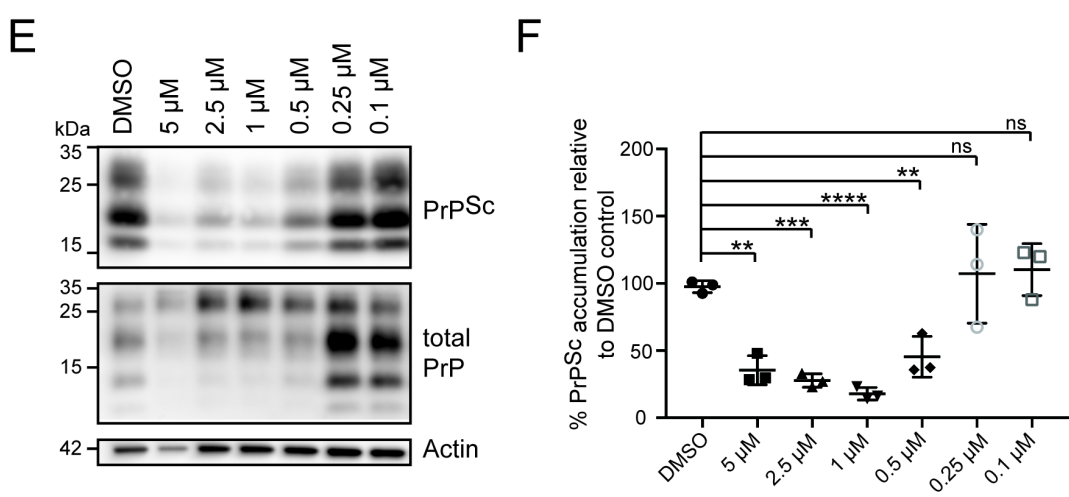 E
F
DMSO
5 µM
2.5 µM
1 µM
0.5 µM
0.25 µM
0.1 µM
kDa
35
25
15
PrPSc
35
25
15
total
PrP
42
Actin
% PrPSc accumulation relative
to DMSO control
200
150
100
50
0
ns
ns
**
****
***
**
DMSO
5 µM
2.5 µM
1 µM
0.5 µM
0.25 µM
0.1 µM